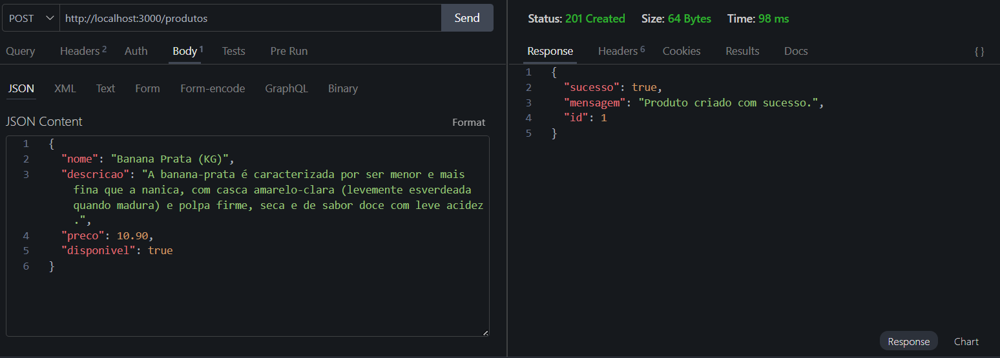 POST http://localhost:3000/produtos Send
Query Headers 2 Auth Body 1 Tests Pre Run
JSON XML Text Form Form-encode GraphQL Binary
JSON Content Format
1 {
2 "nome": "Banana Prata (KG)",
3 "descricao": "A banana-prata é caracterizada por ser menor e mais
fina que a nanica, com casca amarelo-clara (levemente esverdeada
quando madura) e polpa firme, seca e de sabor doce com leve acidez
.",
4 "preco": 10.90,
5 "disponivel": true
6 }
Status: 201 Created Size: 64 Bytes Time: 98 ms
Response Headers 6 Cookies Results Docs { }
1 {
2 "sucesso": true,
3 "mensagem": "Produto criado com sucesso.",
4 "id": 1
5 }
Response Chart